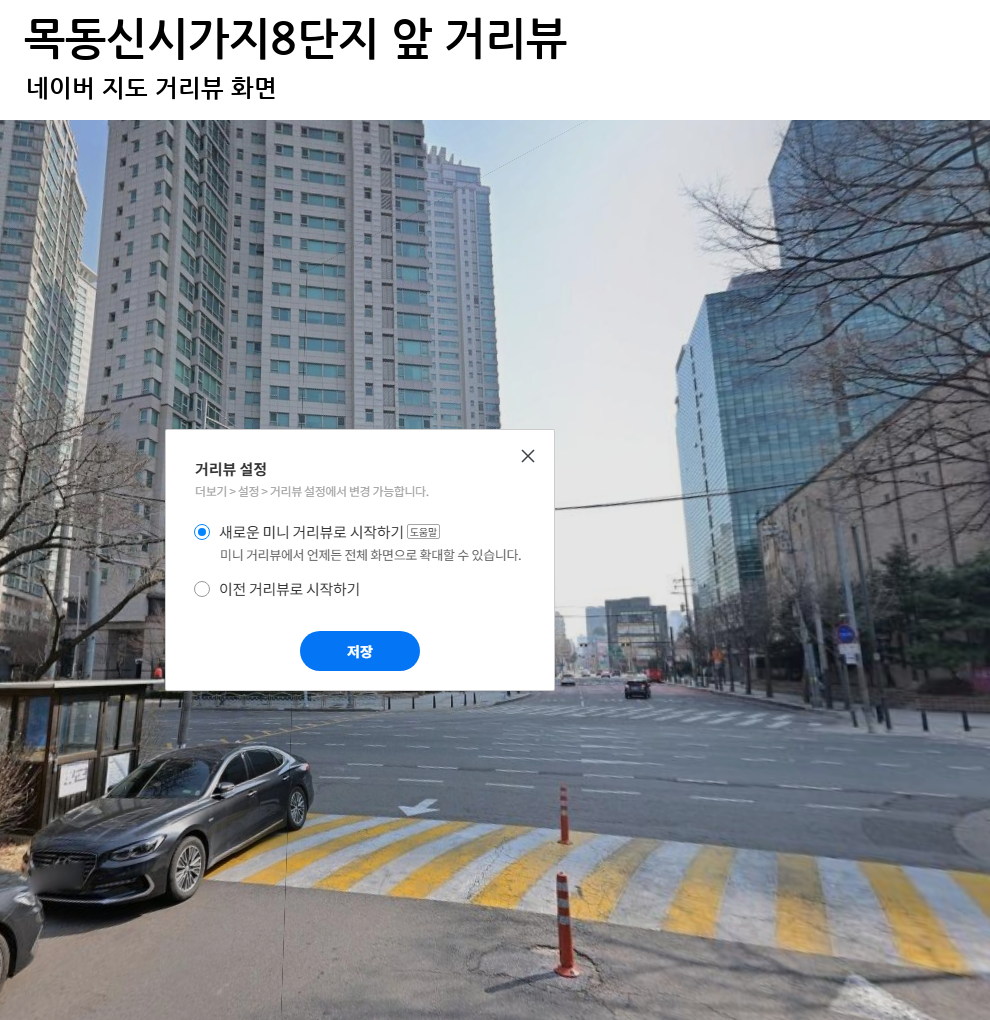 목동신시가지8단지 앞 거리뷰
네이버 지도 거리뷰 화면
거리뷰 설정
더보기 > 설정 > 거리뷰 설정에서 변경 가능합니다.
새로운 미니 거리뷰로 시작하기 도움말
미니 거리뷰에서 언제든 전체 화면으로 확대할 수 있습니다.
이전 거리뷰로 시작하기
저장